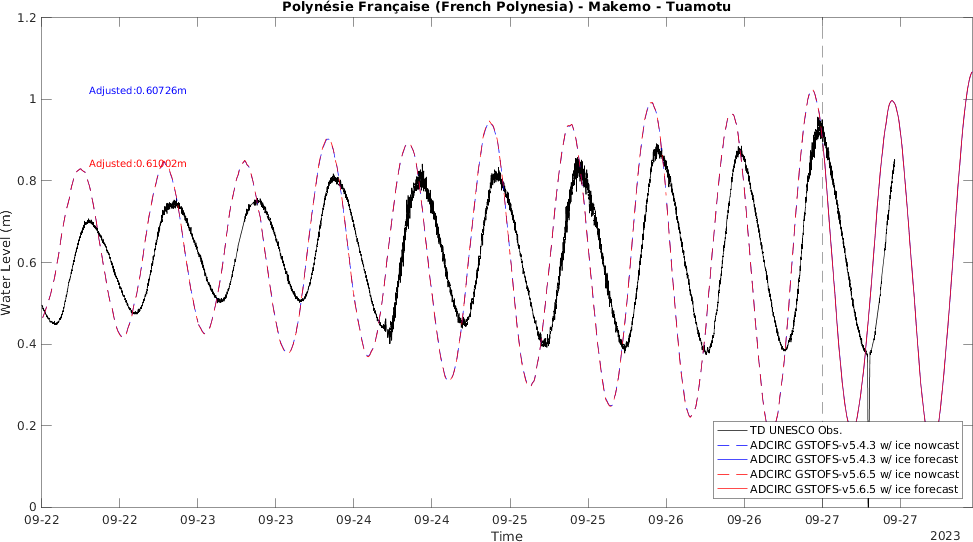 Polynésie Française (French Polynesia) - Makemo - Tuamotu
1.2
1
0.8
0.6
0.4
0.2
0
Water Level (m)
Adjusted:0.60726m
Adjusted:0.61002m
TD UNESCO Obs.
ADCIRC GSTOFS-v5.4.3 w/ ice nowcast
ADCIRC GSTOFS-v5.4.3 w/ ice forecast
ADCIRC GSTOFS-v5.6.5 w/ ice nowcast
ADCIRC GSTOFS-v5.6.5 w/ ice forecast
09-22 09-22 09-23 09-23 09-24 09-24 09-25 09-25 09-26 09-26 09-27 09-27
Time
2023